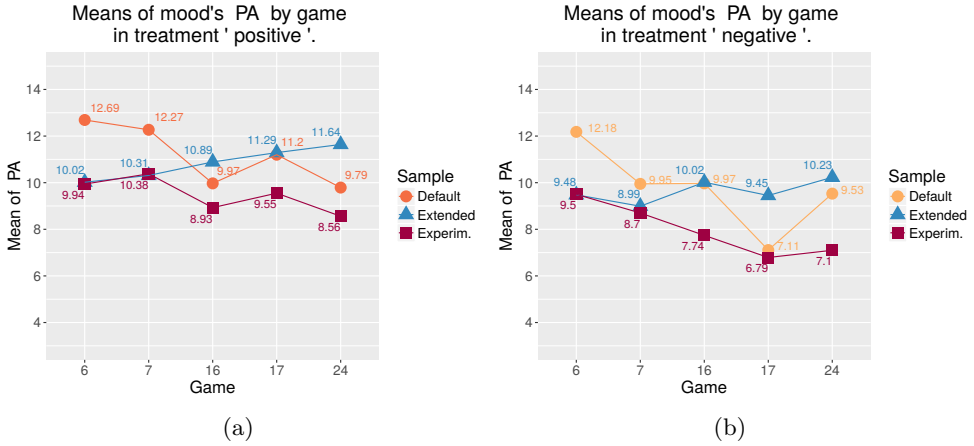 Means of mood's PA by game
in treatment ' positive '.
Mean of PA
14
12
10
8
6
4
12.69
12.27
9.97
11.2
9.79
10.02
10.31
10.89
11.29
11.64
9.94
10.38
8.93
9.55
8.56
6
7
16
17
24
Game
Sample
Default
Extended
Experim.
(a)
Means of mood's PA by game
in treatment ' negative '.
Mean of PA
14
12
10
8
6
4
12.18
9.95
9.97
7.11
9.53
9.48
8.99
10.02
9.45
10.23
9.5
8.7
7.74
6.79
7.1
6
7
16
17
24
Game
Sample
Default
Extended
Experim.
(b)